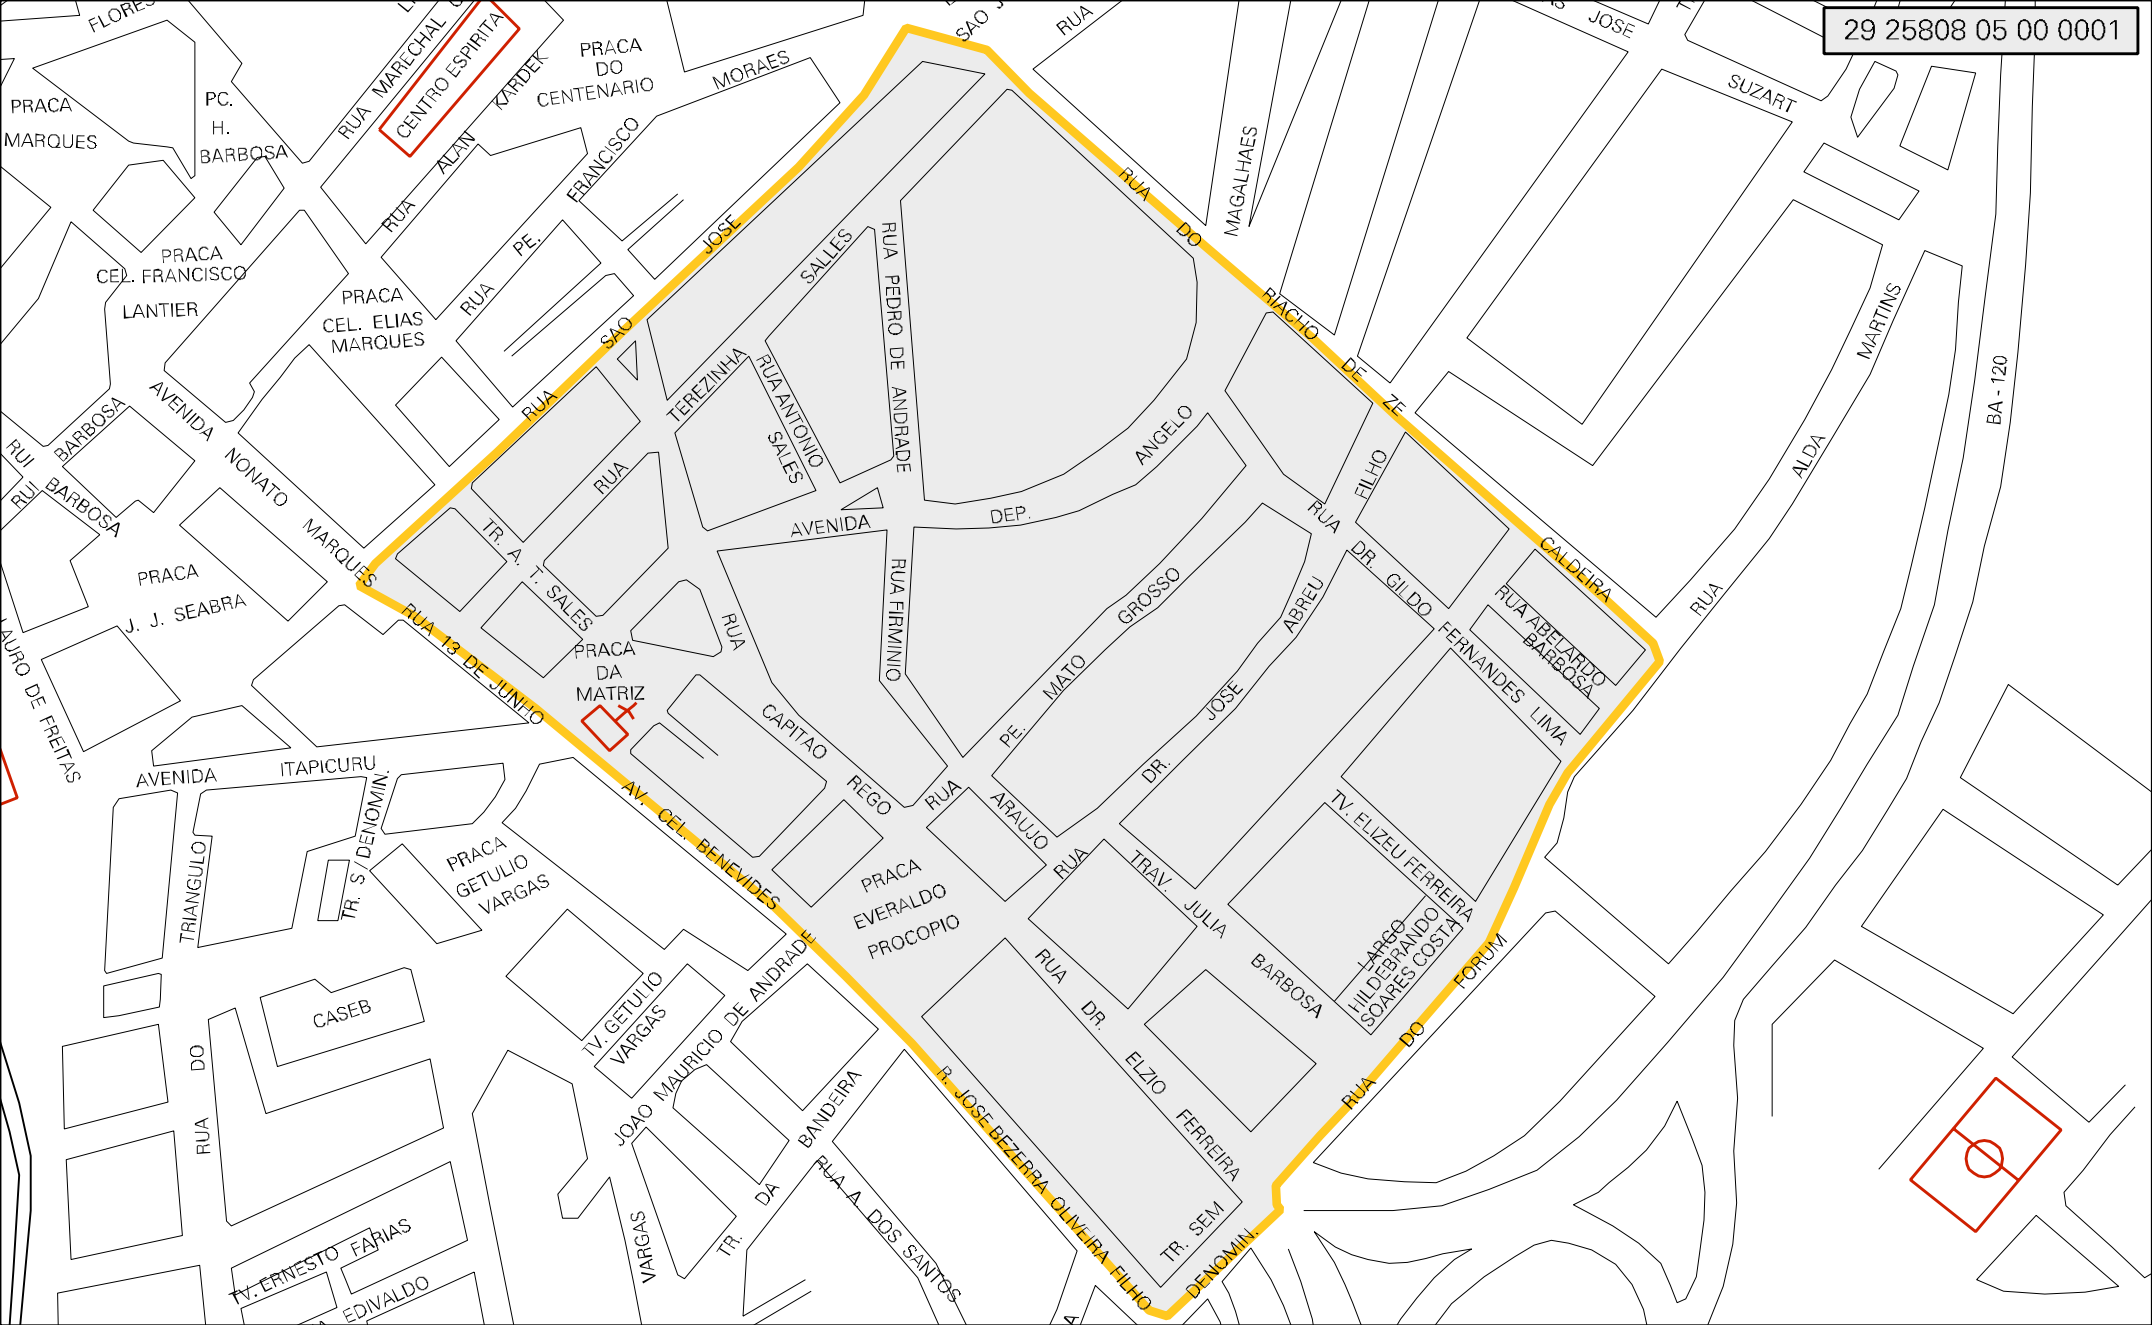 29 25808 05 00 0001
FLORES
RUA MARECHAL
CENTRO ESPIRITA
RUA ALAN KARDEK
PRACA
DO
CENTENARIO
MORAES
SAO J
RUA
JOSE
SUZART
PRACA
MARQUES
PC.
H.
BARBOSA
RUA PE. FRANCISCO
MAGALHAES
PRACA
CEL. FRANCISCO
LANTIER
PRACA
CEL. ELIAS
MARQUES
RUA SAO JOSE
RUA DO RIACHO DE ZE CALDEIRA
RUA TEREZINHA SALLES
RUA PEDRO DE ANDRADE
RUA ANTONIO
SALES
RUA ALDA MARTINS
BA - 120
AVENIDA NONATO MARQUES
RUI BARBOSA
RUI BARBOSA
AVENIDA DEP. ANGELO
TR. A. T. SALES
RUA DR. GILDO FERNANDES LIMA
FILHO
PRACA
J. J. SEABRA
LAURO DE FREITAS
RUA 13 DE JUNHO
PRACA
DA
MATRIZ
RUA CAPITAO REGO
RUA FIRMINIO
RUA PE. MATO GROSSO
RUA DR. JOSE ABREU
RUA ABELARDO
BARBOSA
AVENIDA ITAPICURU
TR. S/ DENOMIN.
TRIANGULO
RUA DO
AV. CEL. BENEVIDES
ARAUJO
TRAV. JULIA BARBOSA
TV. ELIZEU FERREIRA
LARGO
HILDEBRANDO
SOARES COSTA
PRACA
GETULIO
VARGAS
PRACA
EVERALDO
PROCOPIO
CASEB
TV. GETULIO
VARGAS
JOAO MAURICIO DE ANDRADE
RUA DR. ELZIO FERREIRA
RUA DO FORUM
R. JOSE BEZERRA OLIVEIRA FILHO
TR. DA BANDEIRA
RUA A. DOS SANTOS
TR. SEM
DENOMIN.
VARGAS
TV. ERNESTO FARIAS
EDIVALDO